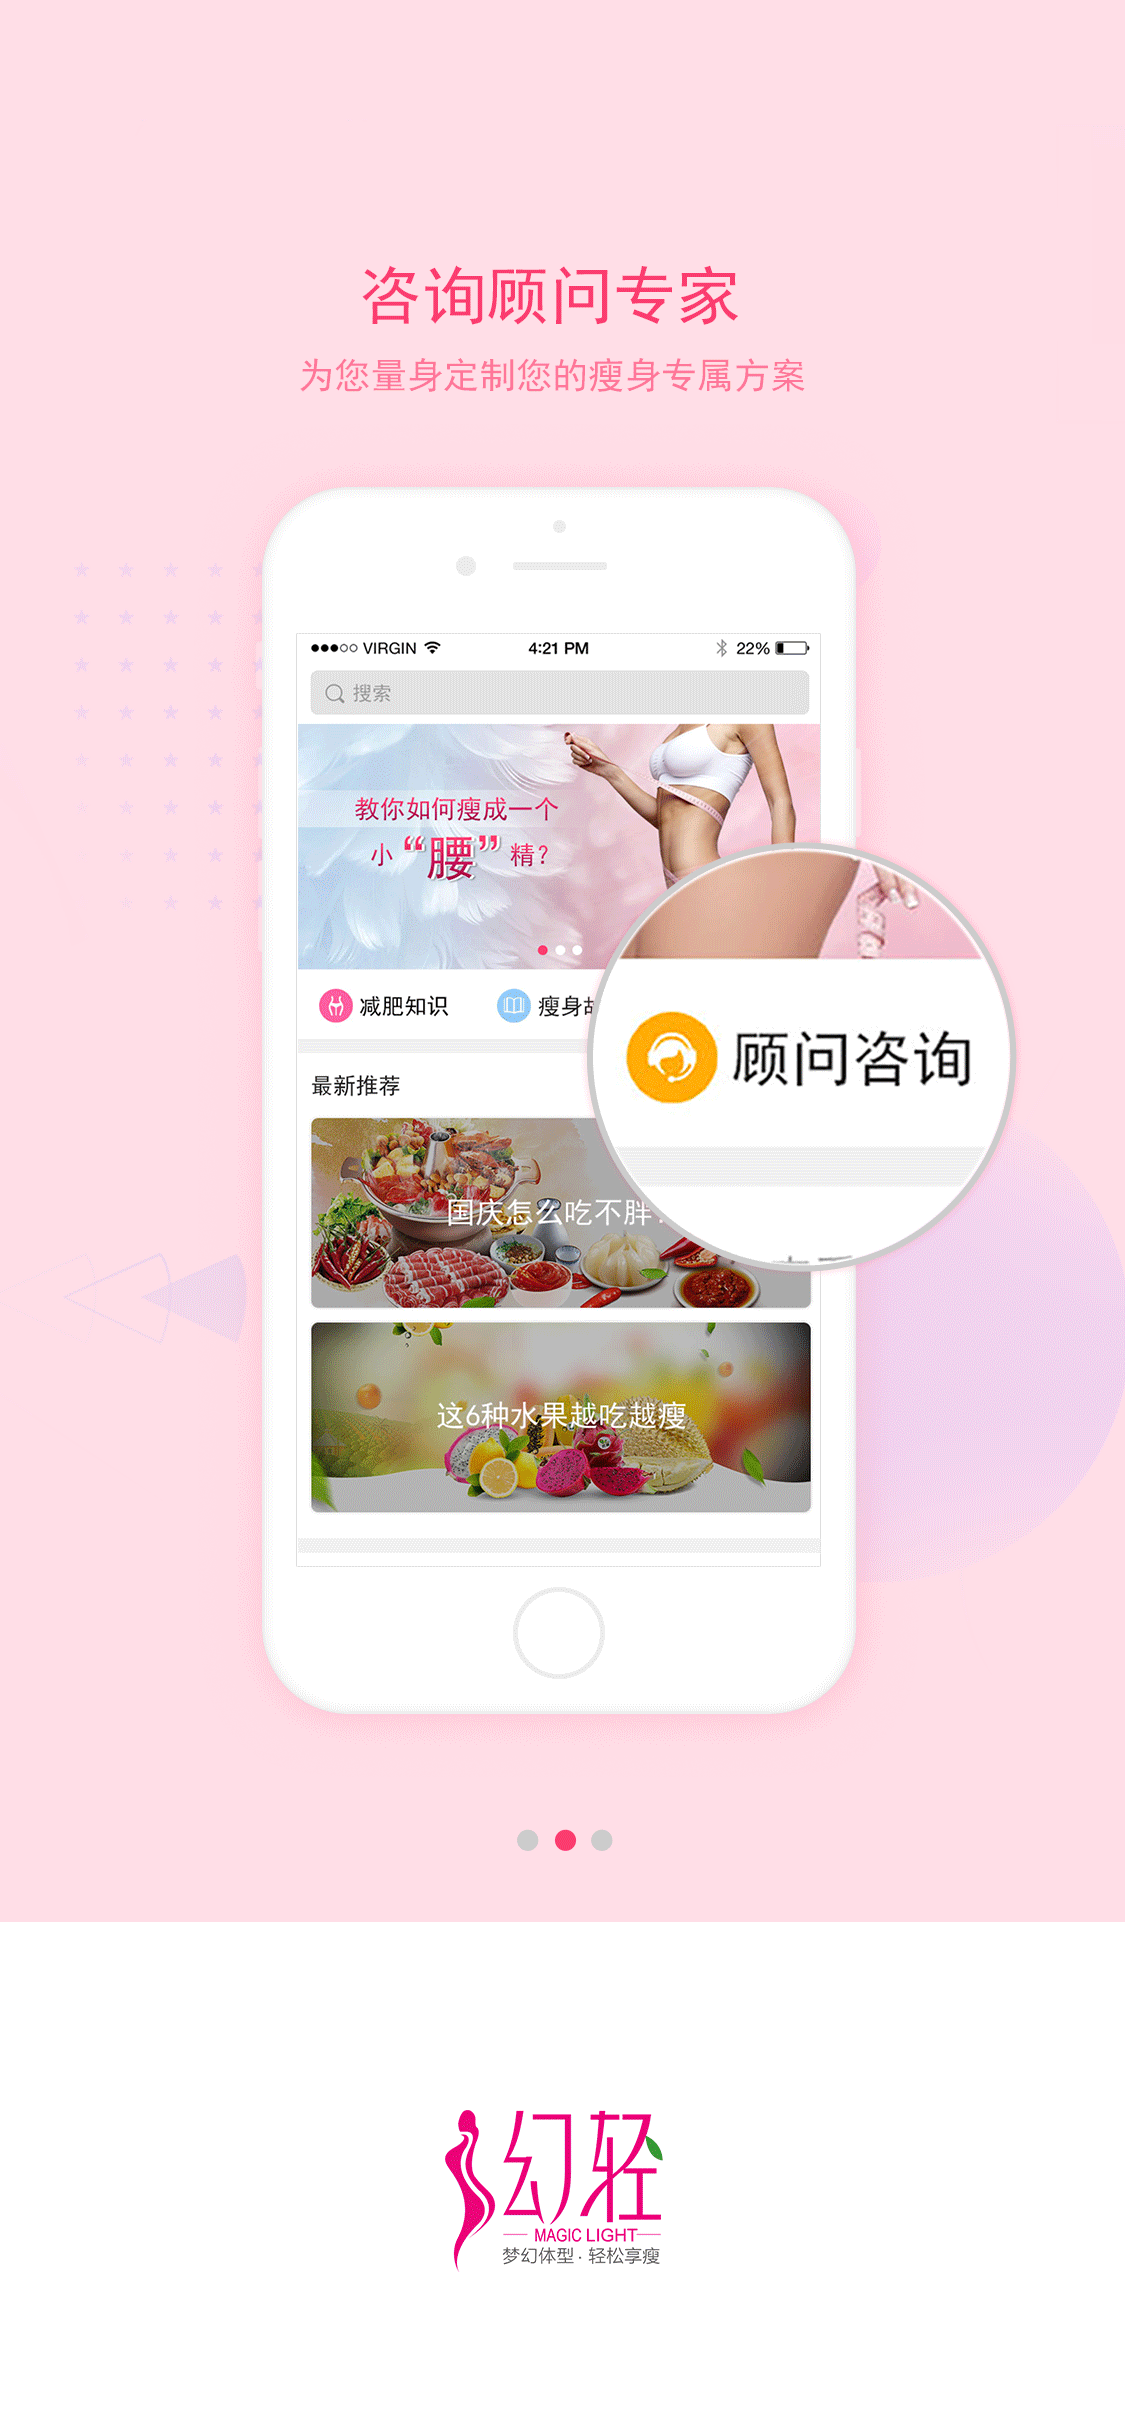 咨询顾问专家
为您量身定制您的瘦身专属方案
VIRGIN 4:21 PM 22%
搜索
教你如何瘦成一个
小“腰”精?
减肥知识 瘦身
顾问咨询
最新推荐
国庆怎么吃不胖
这6种水果越吃越瘦
幻轻
MAGIC LIGHT
梦幻体型·轻松享瘦